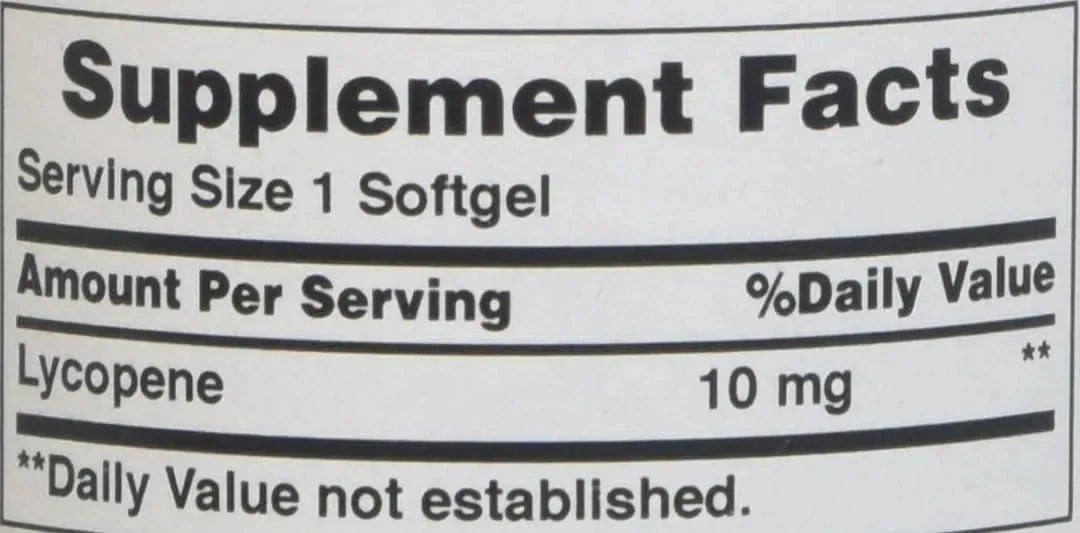 Supplement Facts
Serving Size 1 Softgel
Amount Per Serving %Daily Value
Lycopene 10 mg **
**Daily Value not established.